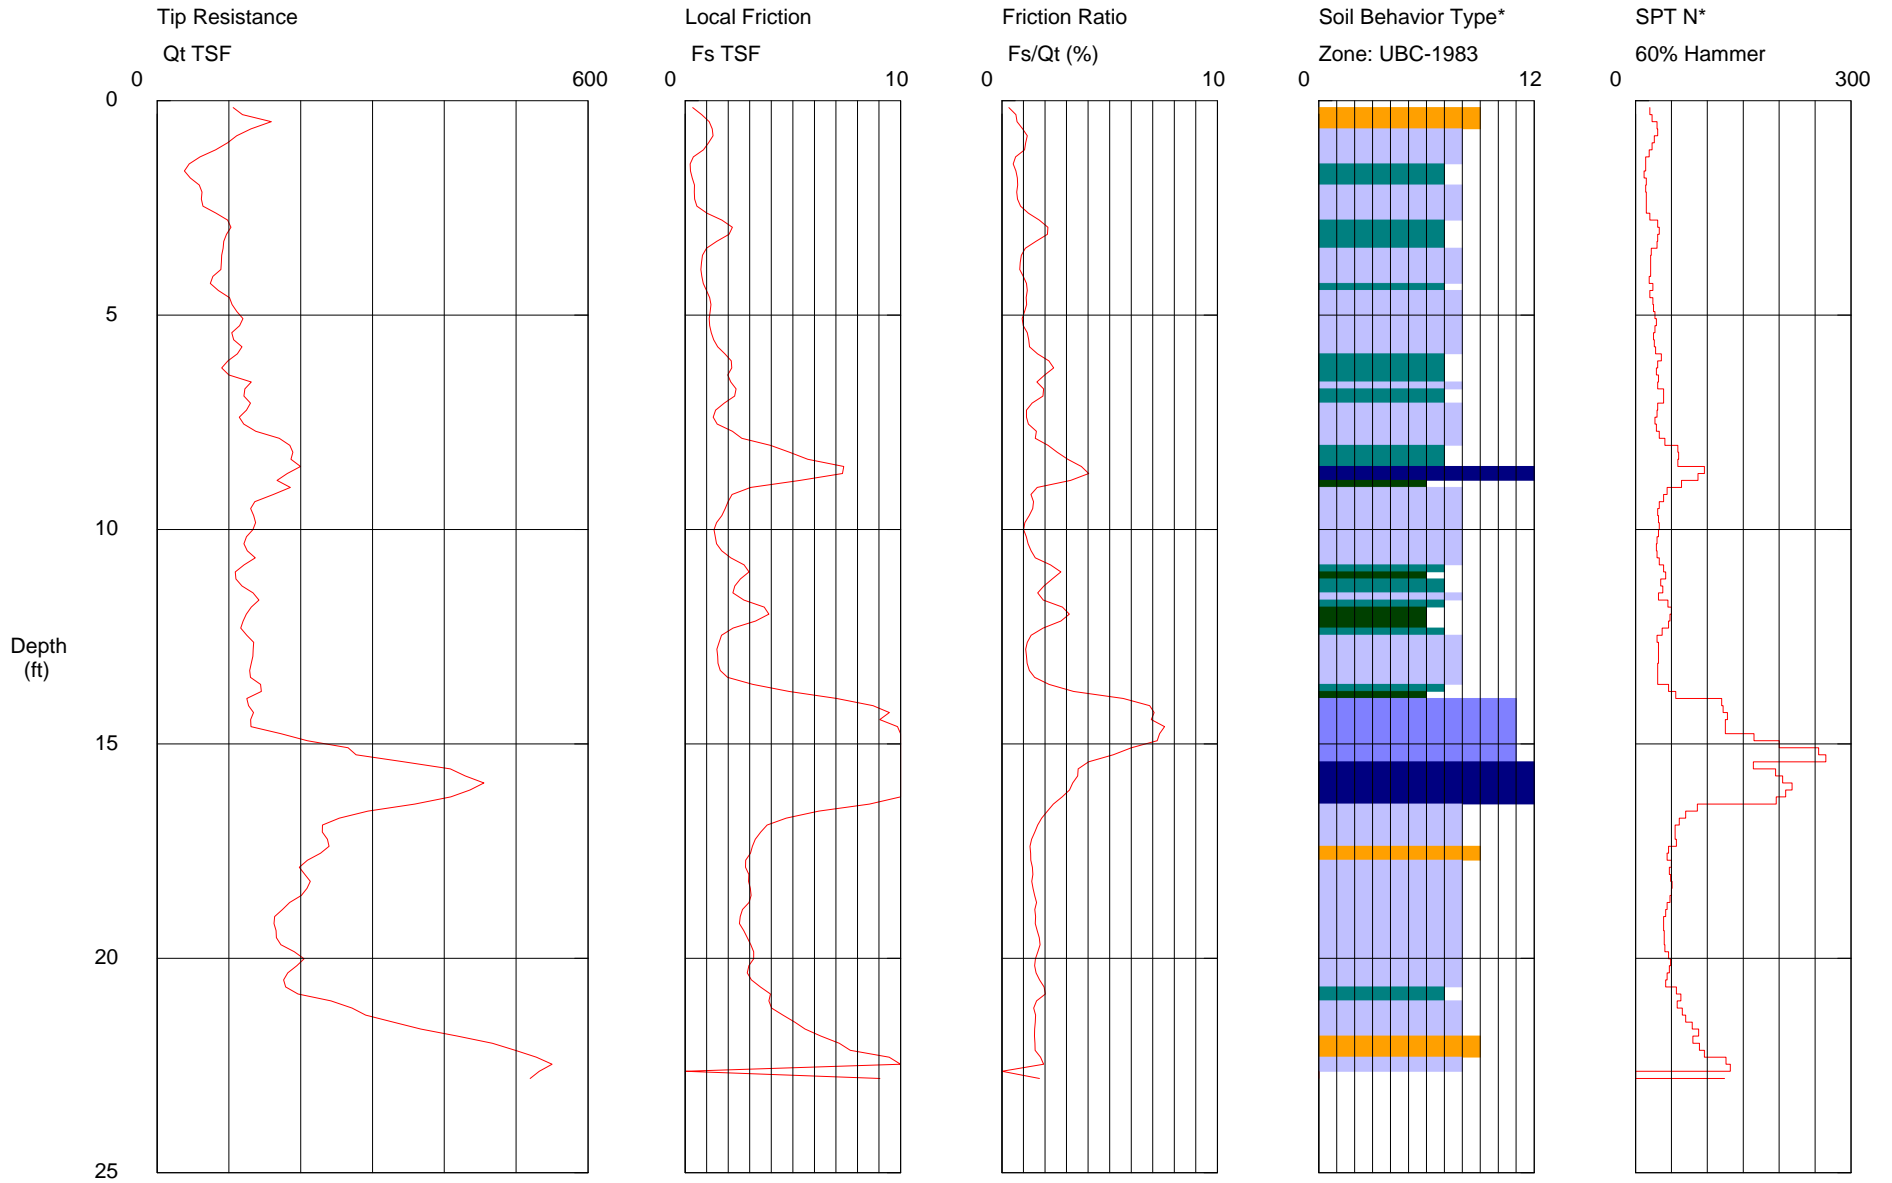 Tip Resistance
Qt TSF
0 600
Local Friction
Fs TSF
0 10
Friction Ratio
Fs/Qt (%)
0 10
Soil Behavior Type*
Zone: UBC-1983
0 12
SPT N*
60% Hammer
0 300
0
5
10
Depth
(ft)
15
20
25